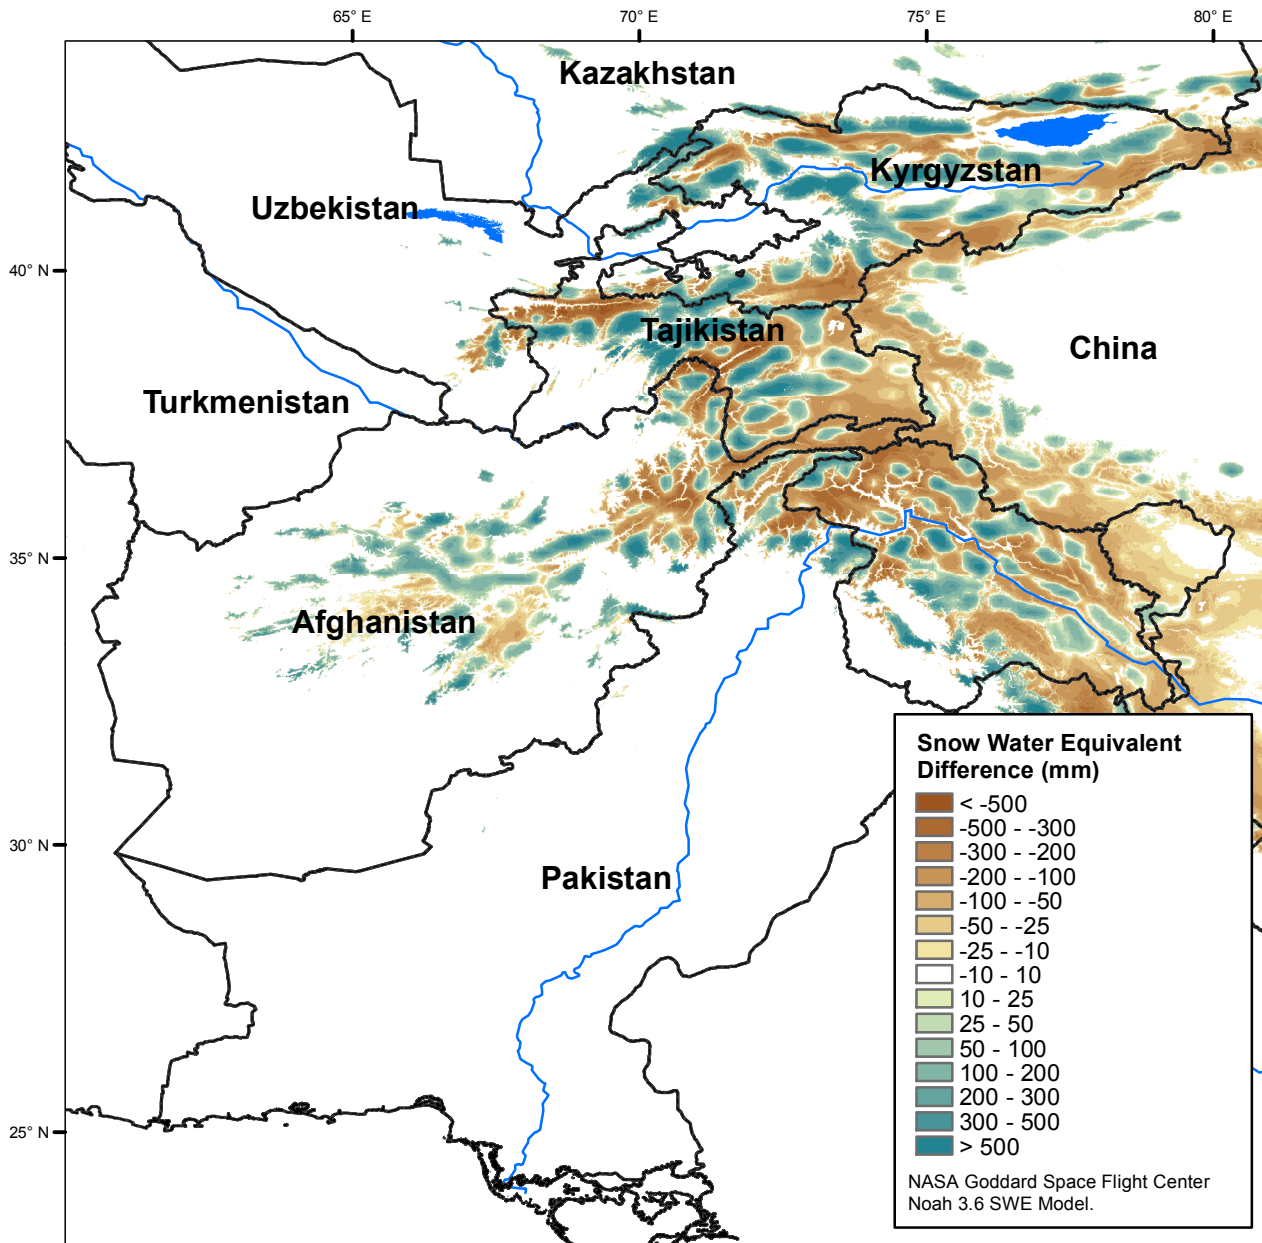 65° E
70° E
75° E
80° E
Kazakhstan
Kyrgyzstan
Uzbekistan
40° N
Tajikistan
China
Turkmenistan
35° N
Afghanistan
30° N
Pakistan
25° N
Snow Water Equivalent
Difference (mm)
< -500
-500 - -300
-300 - -200
-200 - -100
-100 - -50
-50 - -25
-25 - -10
-10 - 10
10 - 25
25 - 50
50 - 100
100 - 200
200 - 300
300 - 500
> 500
NASA Goddard Space Flight Center
Noah 3.6 SWE Model.